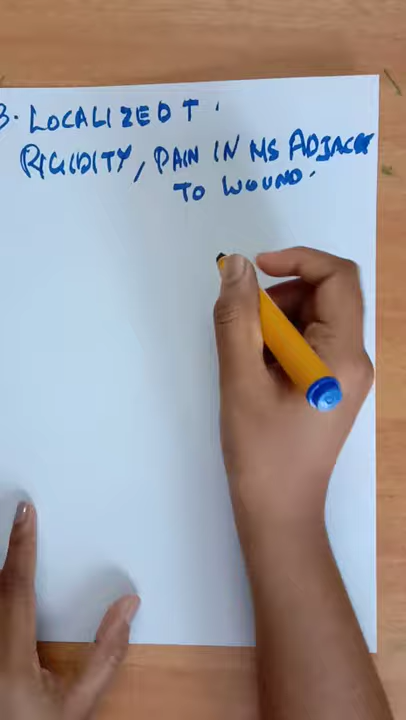 3. LOCALIZED T.
RIGIDITY, PAIN IN MS ADJACENT
TO WOUND.